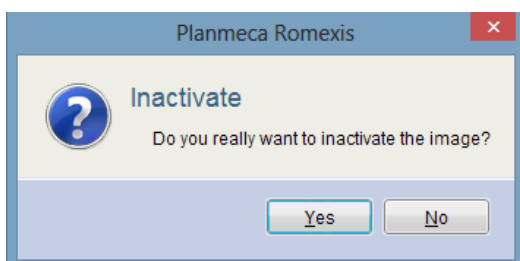 Planmeca Romexis
Inactivate
Do you really want to inactivate the image?
Yes
No